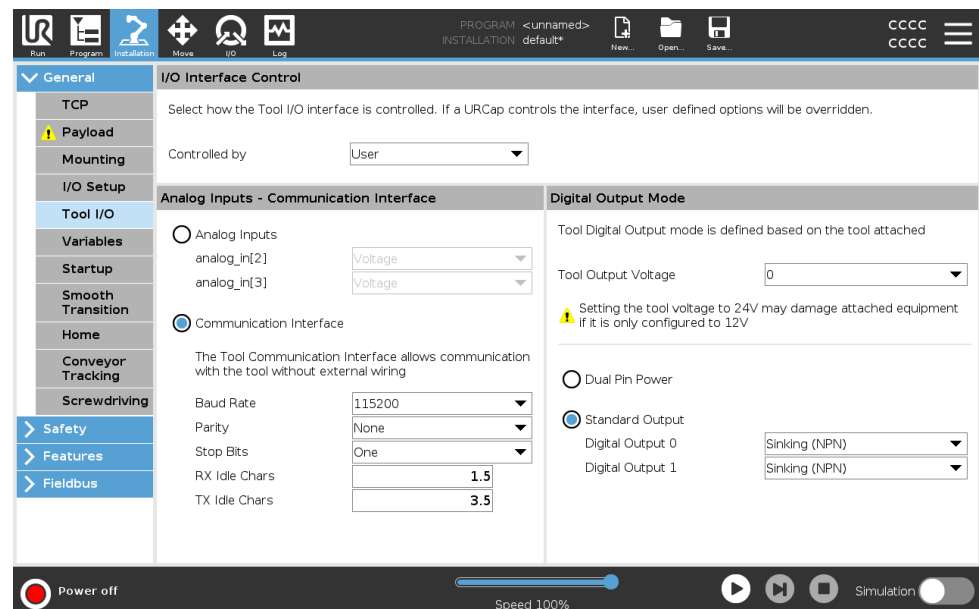 PROGRAM <unnamed>
INSTALLATION default*
CCCC
CCCC
UR
Run
Program
Installation
Move
I/O
Log
New...
Open...
Save...
General
TCP
Payload
Mounting
I/O Setup
Tool I/O
Variables
Startup
Smooth
Transition
Home
Conveyor
Tracking
Screwdriving
Safety
Features
Fieldbus
I/O Interface Control
Select how the Tool I/O interface is controlled. If a URCap controls the interface, user defined options will be overridden.
Controlled by User
Analog Inputs - Communication Interface
Analog Inputs
analog_in[2] Voltage
analog_in[3] Voltage
Communication Interface
The Tool Communication Interface allows communication
with the tool without external wiring
Baud Rate 115200
Parity None
Stop Bits One
RX Idle Chars 1.5
TX Idle Chars 3.5
Digital Output Mode
Tool Digital Output mode is defined based on the tool attached
Tool Output Voltage 0
Setting the tool voltage to 24V may damage attached equipment
if it is only configured to 12V
Dual Pin Power
Standard Output
Digital Output 0 Sinking (NPN)
Digital Output 1 Sinking (NPN)
Power off
Speed 100%
Simulation